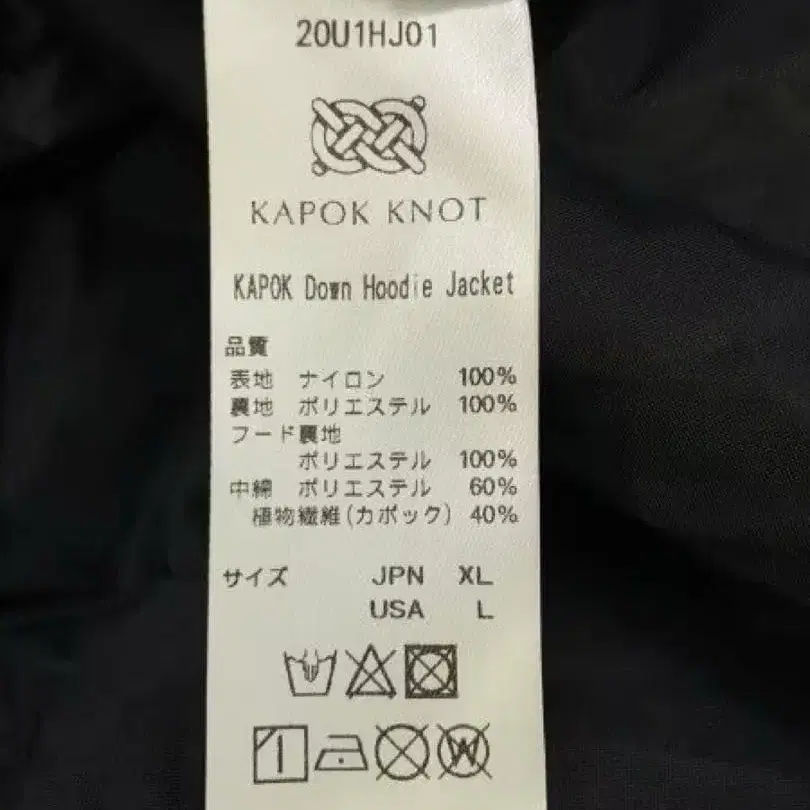 20U1HJ01
KAPOK KNOT
KAPOK Down Hoodie Jacket
品質
表地 ナイロン 100%
裏地 ポリエステル 100%
フード裏地
ポリエステル 100%
中綿 ポリエステル 60%
植物繊維(カポック) 40%
サイズ JPN XL
USA L
W